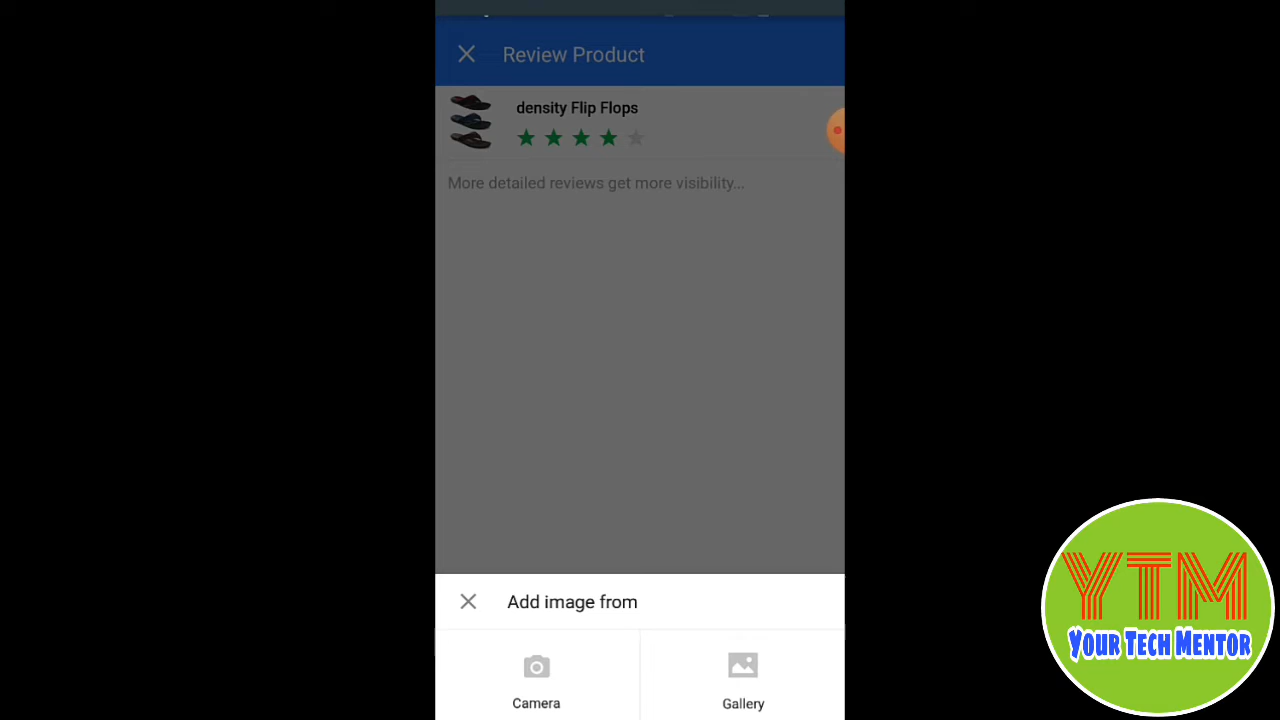 Review Product
density Flip Flops
More detailed reviews get more visibility...
Add image from
Camera
Gallery
YTM
YOUR TECH MENTOR